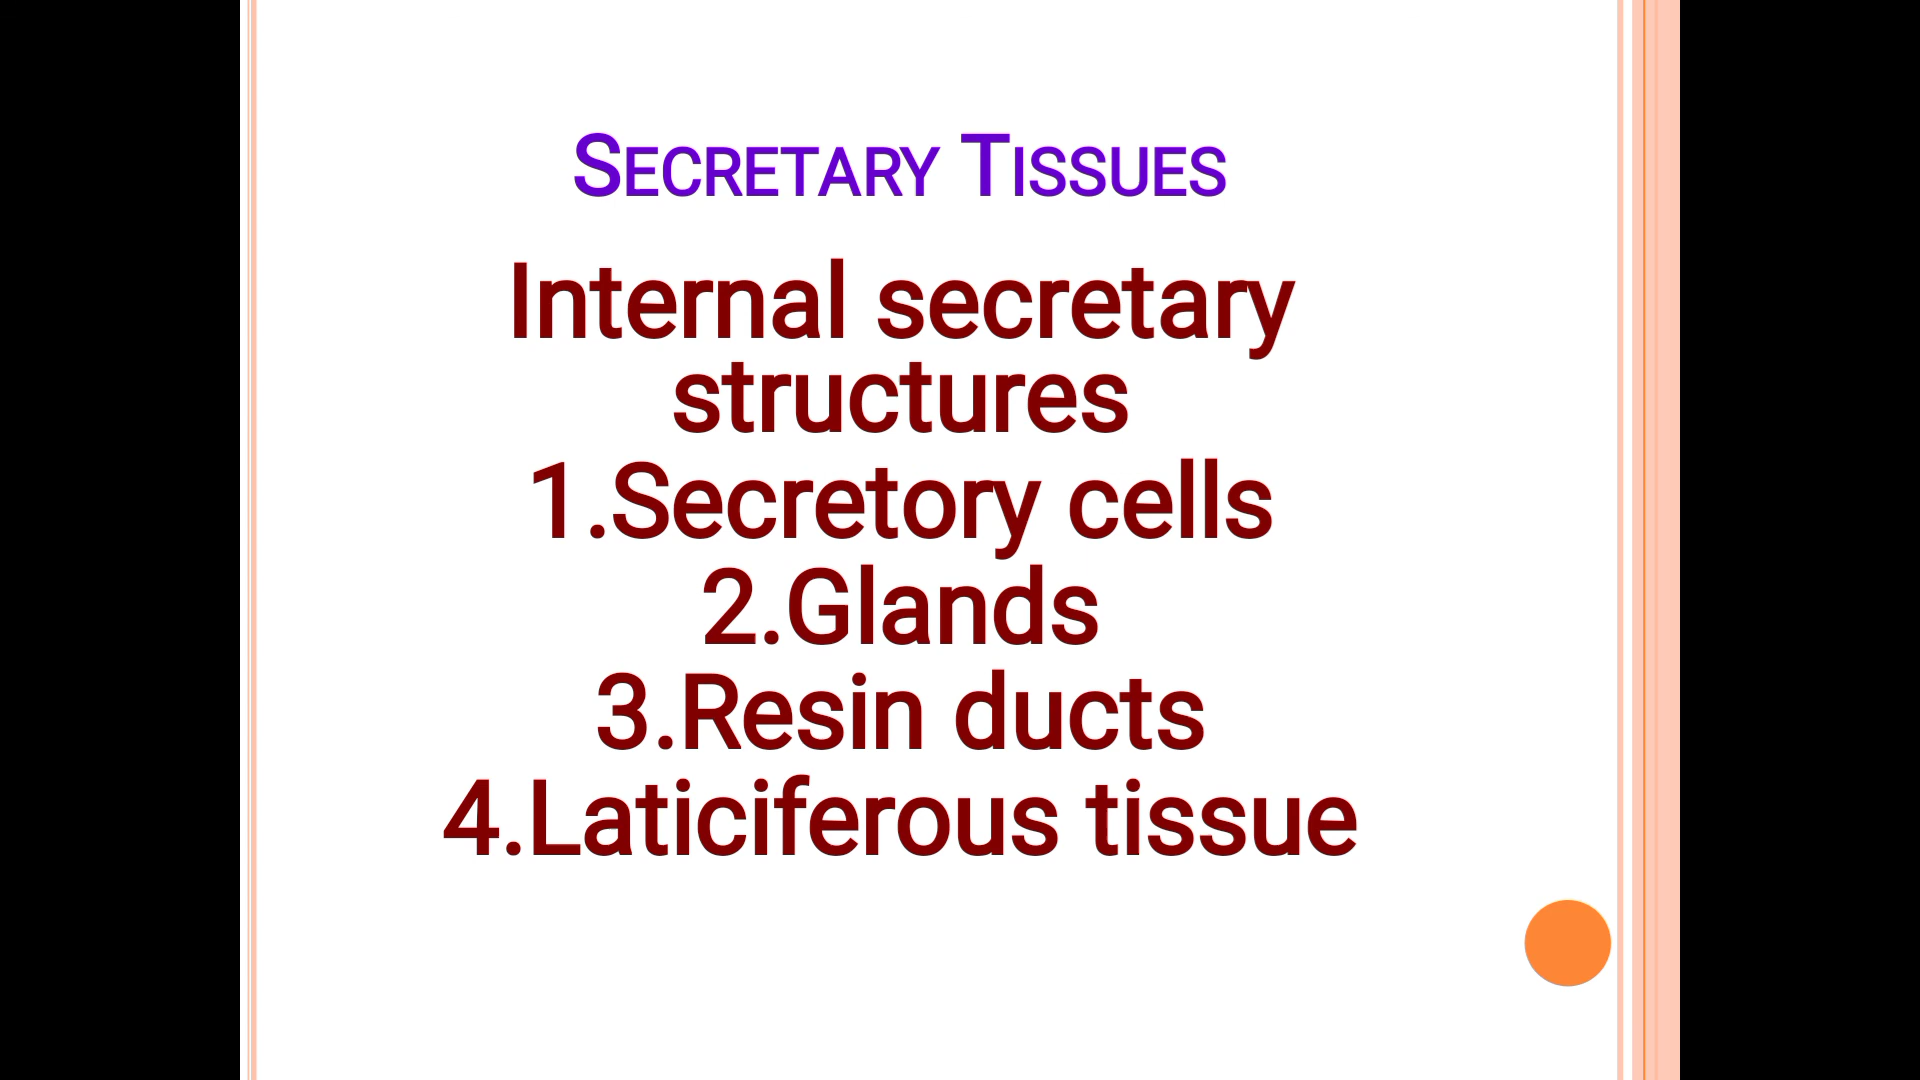 Secretary Tissues
Internal secretary
structures
1.Secretory cells
2.Glands
3.Resin ducts
4.Laticiferous tissue